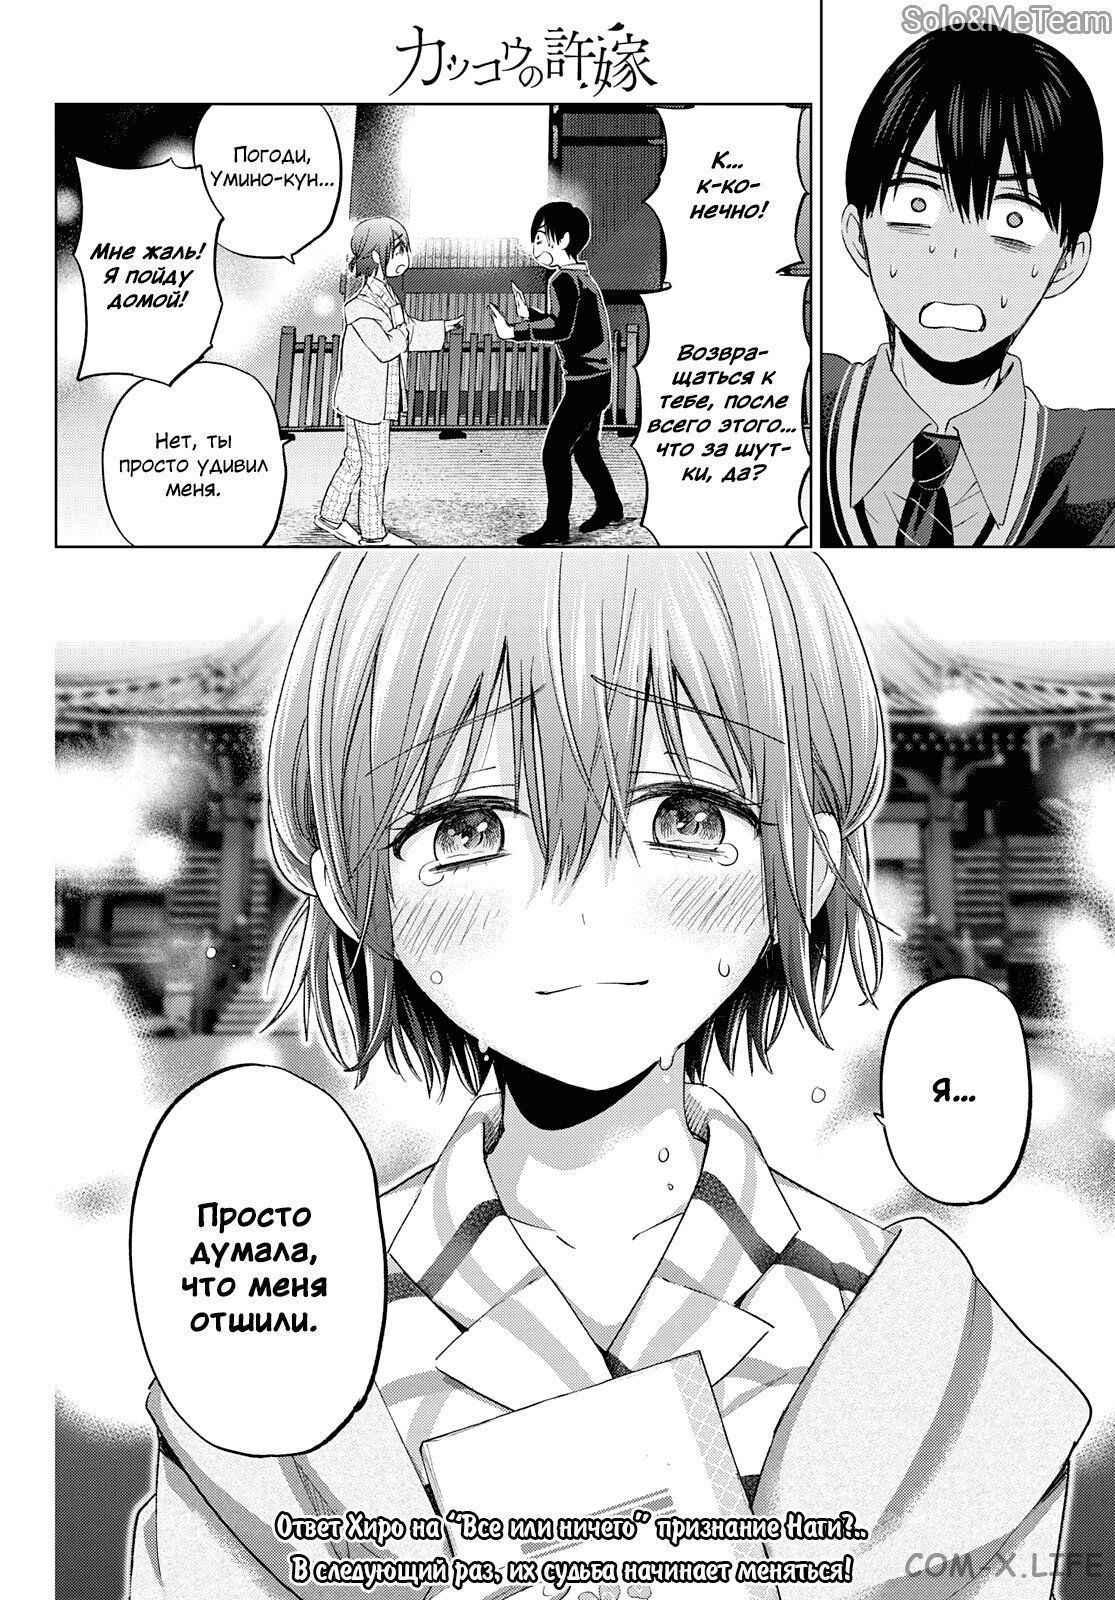 Solo&MeTeam
カッコウの許嫁
К...
к-ко-
нечно!
Возвра-
щаться к
тебе, после
всего этого...
что за шут-
ки, да?
Погоди,
Умино-кун...
Мне жаль!
Я пойду
домой!
Нет, ты
просто удивил
меня.
Я...
Просто
думала,
что меня
отшили.
Ответ Хиро на “Все или ничего” признание Наги?..
В следующий раз, их судьба начинает меняться!
COM-X.LIFE